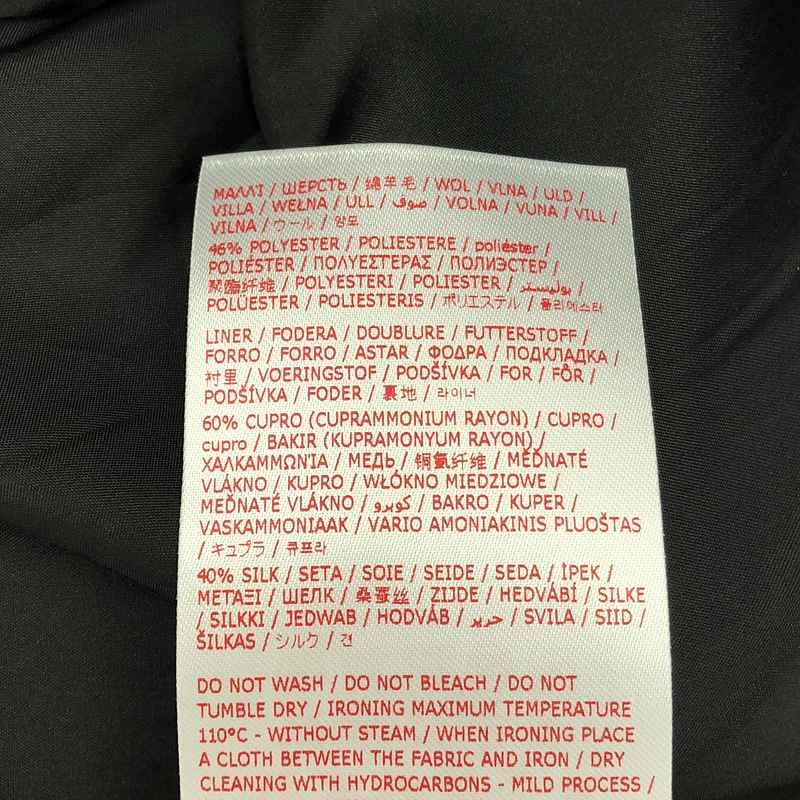 ΜΑΛΛΊ / ШЕРСТЬ / 绵羊毛 / WOL / VLNA / ULD /
VILLA / WEŁNA / ULL / صوف / VOLNA / VUNA / VILL /
VILNA / ウール / 양모
46% POLYESTER / POLIESTERE / poliéster /
POLIÉSTER / ΠΟΛΥΕΣΤΕΡΑΣ / ПОЛИЭСТЕР /
聚酯纤维 / POLYESTERI / POLIESTER / بوليستر /
POLÜESTER / POLIESTERIS / ポリエステル / 폴리에스터
LINER / FODERA / DOUBLURE / FUTTERSTOFF /
FORRO / FORRO / ASTAR / ΦΟΔΡΑ / ПОДКЛАДКА /
衬里 / VOERINGSTOF / PODŠÍVKA / FOR / FÔR /
PODŠÍVKA / FODER / 裏地 / 라이너
60% CUPRO (CUPRAMMONIUM RAYON) / CUPRO /
cupro / BAKIR (KUPRAMONYUM RAYON) /
ΧΑΛΚΑΜΜΩΝΊΑ / МЕДЬ / 铜氨纤维 / MĚĎNATÉ
VLÁKNO / KUPRO / WŁÓKNO MIEDZIOWE /
MEĎNATÉ VLÁKNO / كوبرو / BAKRO / KUPER /
VASKAMMONIAAK / VARIO AMONIAKINIS PLUOŠTAS
/ キュプラ / 큐프라
40% SILK / SETA / SOIE / SEIDE / SEDA / İPEK /
ΜΕΤΑΞΙ / ШЕЛК / 桑蚕丝 / ZIJDE / HEDVÁBÍ / SILKE
/ SILKKI / JEDWAB / HODVÁB / حرير / SVILA / SIID /
ŠILKAS / シルク / 견
DO NOT WASH / DO NOT BLEACH / DO NOT
TUMBLE DRY / IRONING MAXIMUM TEMPERATURE
110°C - WITHOUT STEAM / WHEN IRONING PLACE
A CLOTH BETWEEN THE FABRIC AND IRON / DRY
CLEANING WITH HYDROCARBONS - MILD PROCESS /